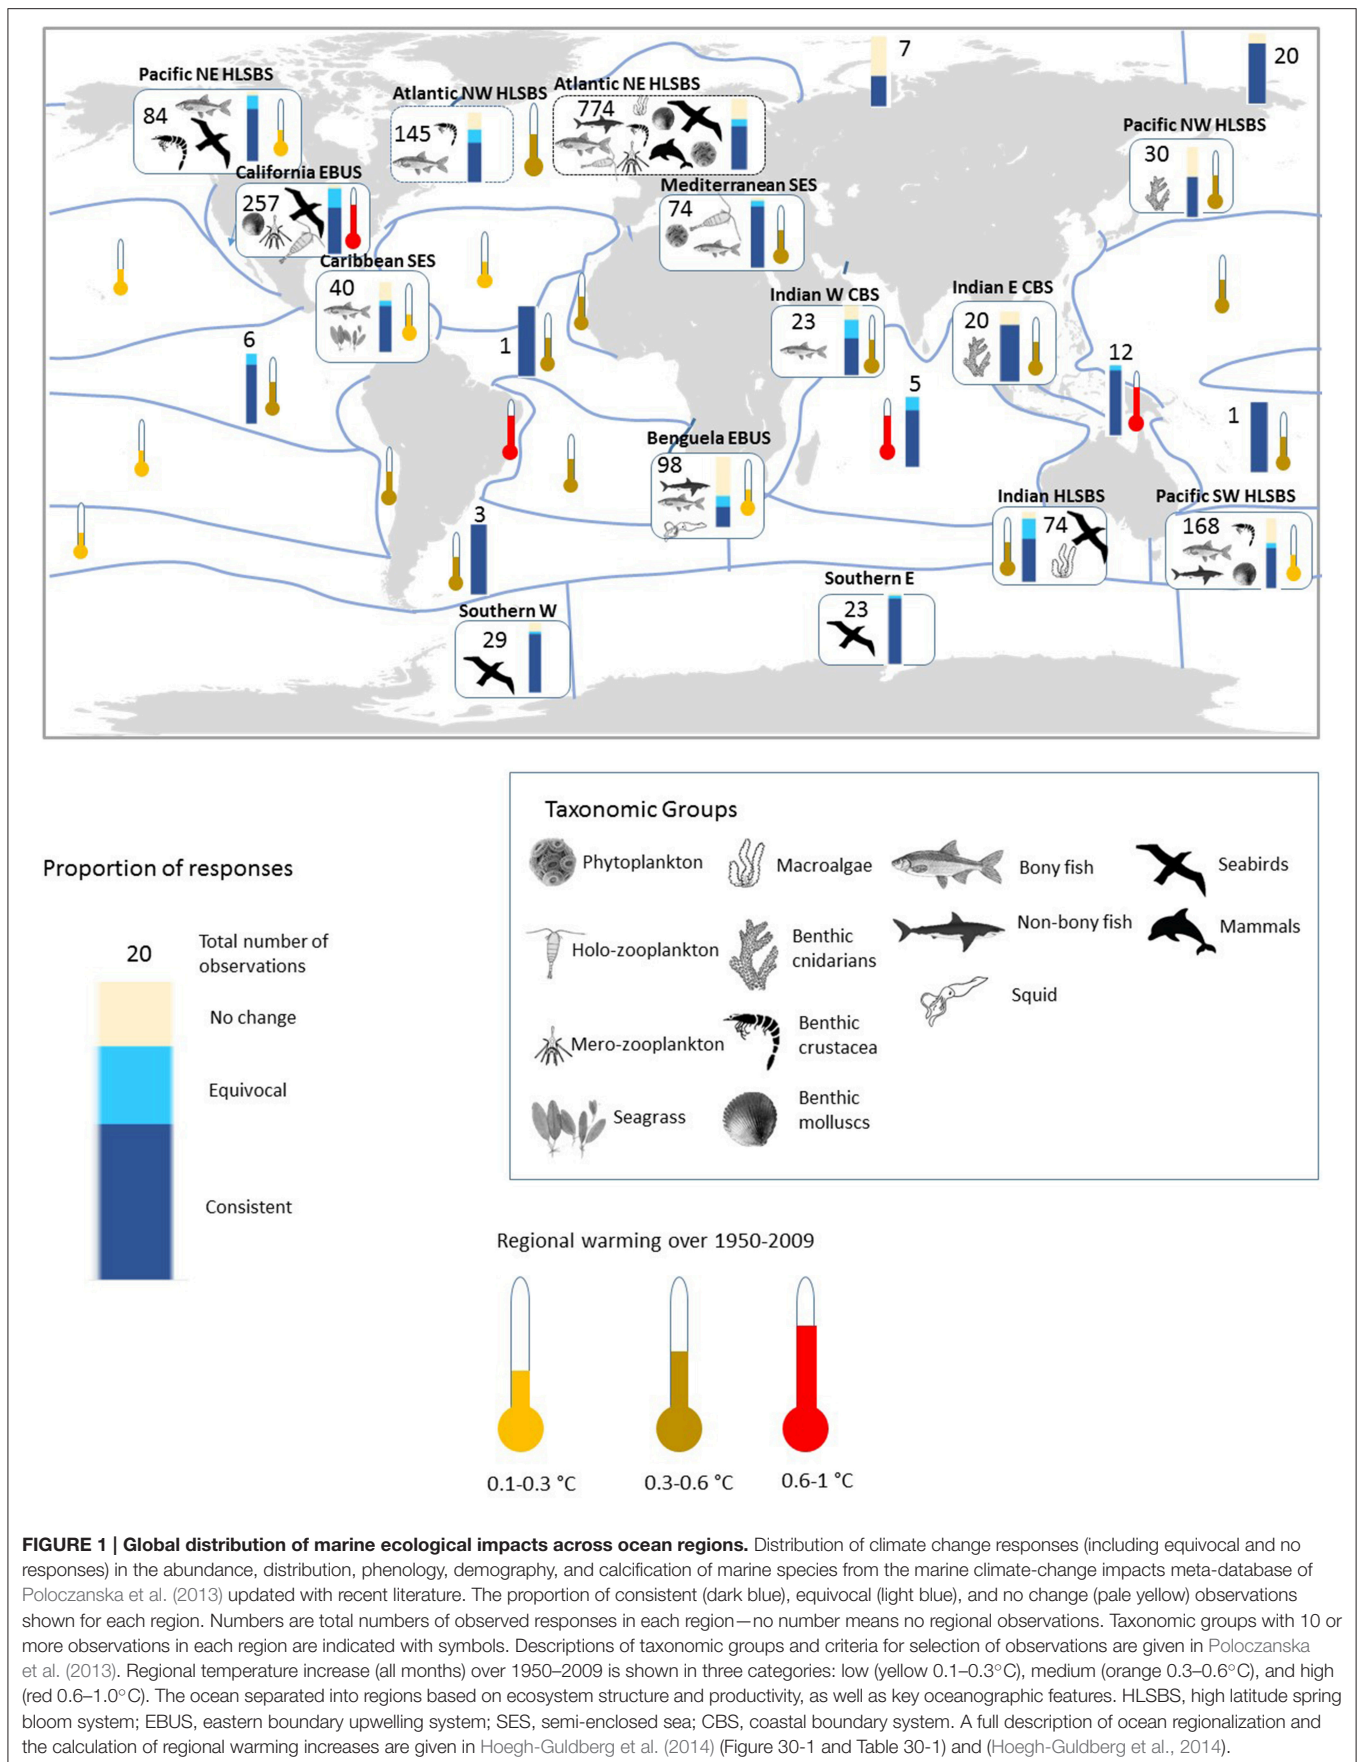 7
20
Pacific NE HLSBS
84
Atlantic NW HLSBS
145
Atlantic NE HLSBS
774
Pacific NW HLSBS
30
California EBUS
257
Mediterranean SES
74
Caribbean SES
40
Indian W CBS
23
Indian E CBS
20
6
1
12
5
1
Benguela EBUS
98
Indian HLSBS
74
Pacific SW HLSBS
168
3
Southern E
23
Southern W
29
Proportion of responses
20
Total number of
observations
No change
Equivocal
Consistent
Taxonomic Groups
Phytoplankton
Macroalgae
Bony fish
Seabirds
Holo-zooplankton
Benthic
cnidarians
Non-bony fish
Mammals
Squid
Mero-zooplankton
Benthic
crustacea
Seagrass
Benthic
molluscs
Regional warming over 1950-2009
0.1-0.3 °C
0.3-0.6 °C
0.6-1 °C
FIGURE 1 | Global distribution of marine ecological impacts across ocean regions. Distribution of climate change responses (including equivocal and no
responses) in the abundance, distribution, phenology, demography, and calcification of marine species from the marine climate-change impacts meta-database of
Poloczanska et al. (2013) updated with recent literature. The proportion of consistent (dark blue), equivocal (light blue), and no change (pale yellow) observations
shown for each region. Numbers are total numbers of observed responses in each region—no number means no regional observations. Taxonomic groups with 10 or
more observations in each region are indicated with symbols. Descriptions of taxonomic groups and criteria for selection of observations are given in Poloczanska
et al. (2013). Regional temperature increase (all months) over 1950–2009 is shown in three categories: low (yellow 0.1–0.3°C), medium (orange 0.3–0.6°C), and high
(red 0.6–1.0°C). The ocean separated into regions based on ecosystem structure and productivity, as well as key oceanographic features. HLSBS, high latitude spring
bloom system; EBUS, eastern boundary upwelling system; SES, semi-enclosed sea; CBS, coastal boundary system. A full description of ocean regionalization and
the calculation of regional warming increases are given in Hoegh-Guldberg et al. (2014) (Figure 30-1 and Table 30-1) and (Hoegh-Guldberg et al., 2014).